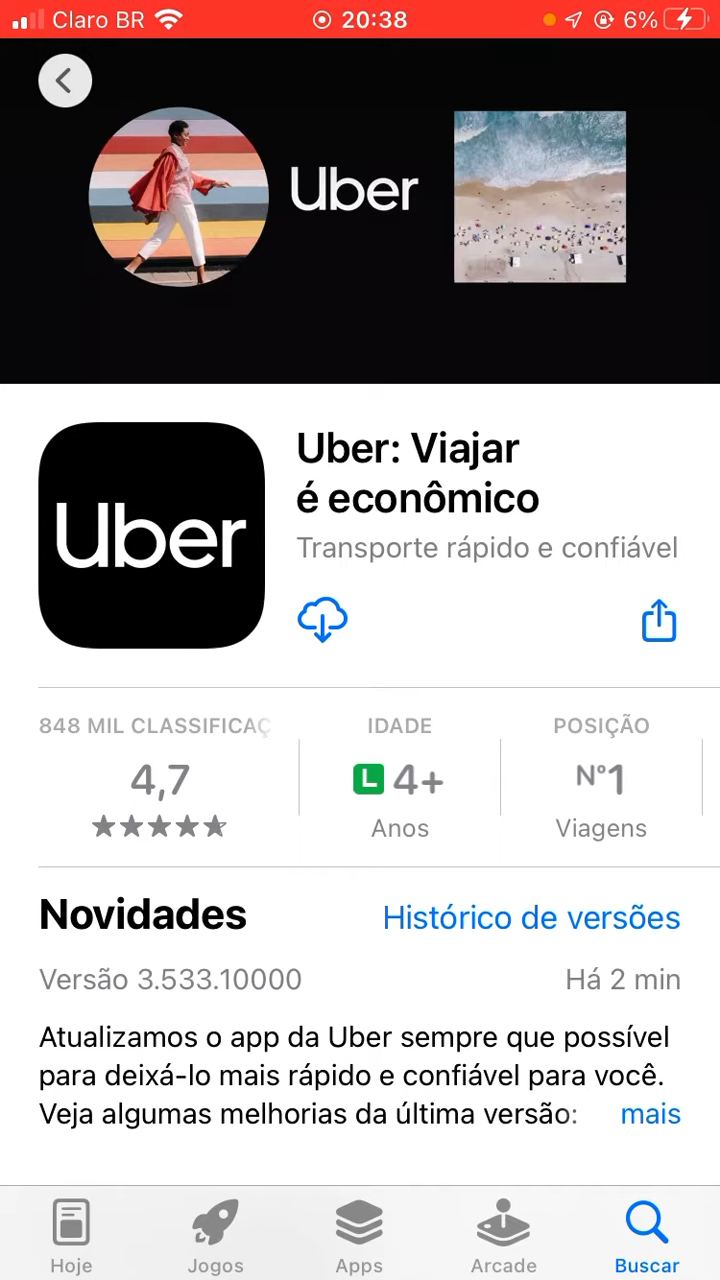 Claro BR 20:38 6%
Uber
Uber
Uber: Viajar
é econômico
Transporte rápido e confiável
848 MIL CLASSIFICAÇ IDADE POSIÇÃO
4,7 L 4+ Nº1
Anos Viagens
Novidades Histórico de versões
Versão 3.533.10000 Há 2 min
Atualizamos o app da Uber sempre que possível
para deixá-lo mais rápido e confiável para você.
Veja algumas melhorias da última versão: mais
Hoje Jogos Apps Arcade Buscar